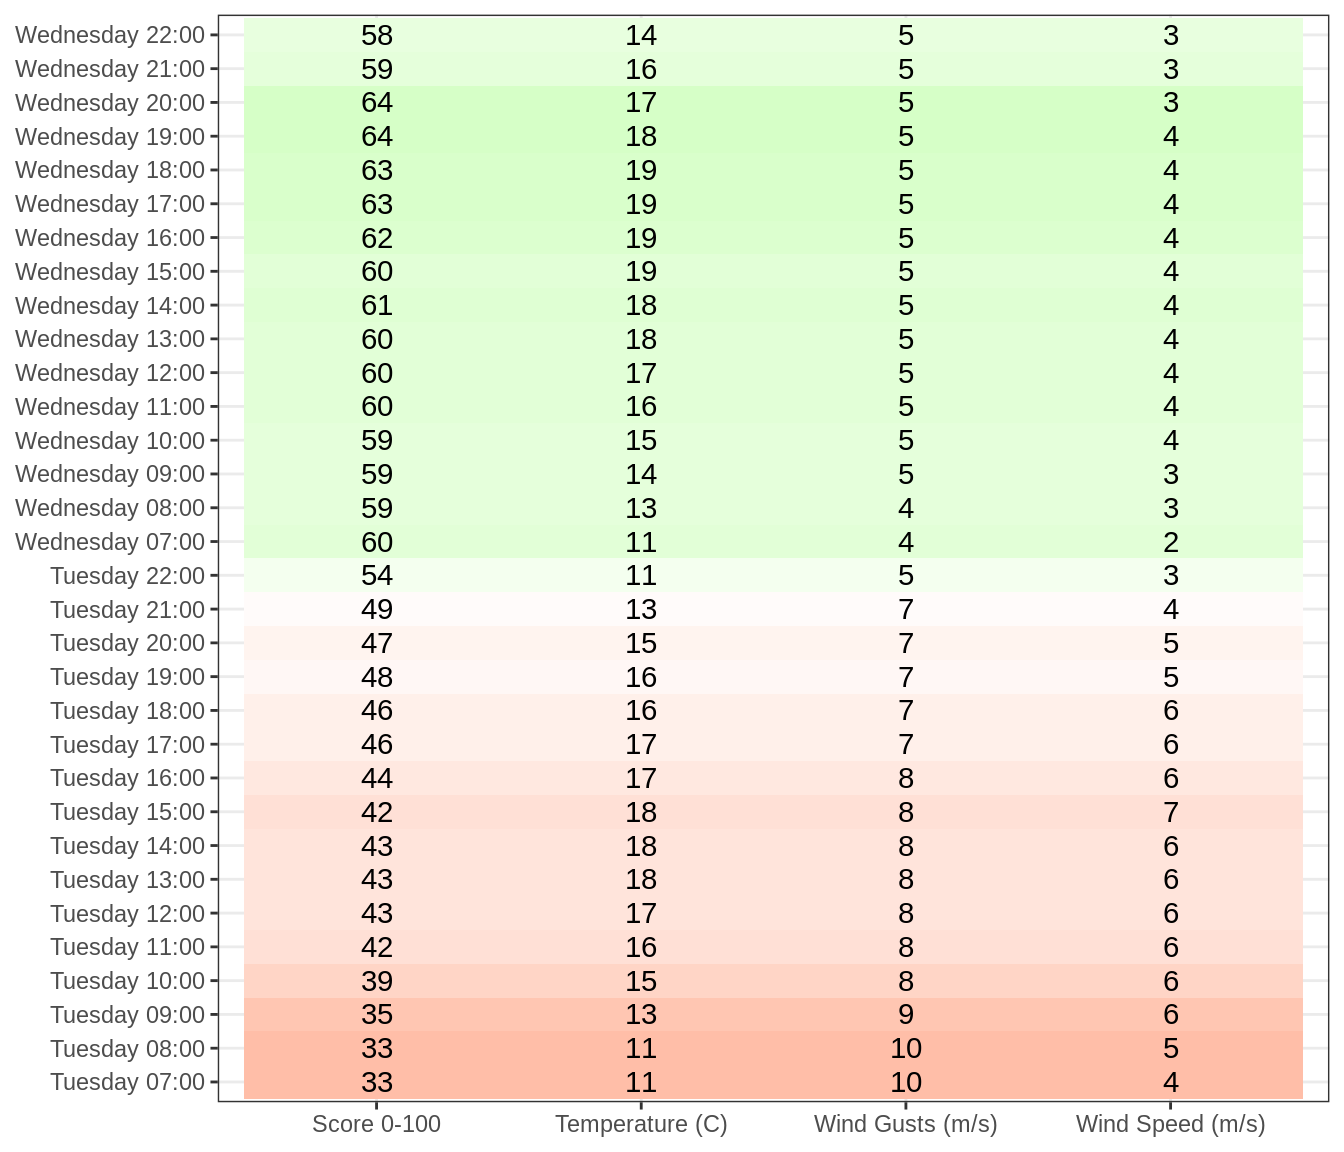 Wednesday 22:00 58 14 5 3
Wednesday 21:00 59 16 5 3
Wednesday 20:00 64 17 5 3
Wednesday 19:00 64 18 5 4
Wednesday 18:00 63 19 5 4
Wednesday 17:00 63 19 5 4
Wednesday 16:00 62 19 5 4
Wednesday 15:00 60 19 5 4
Wednesday 14:00 61 18 5 4
Wednesday 13:00 60 18 5 4
Wednesday 12:00 60 17 5 4
Wednesday 11:00 60 16 5 4
Wednesday 10:00 59 15 5 4
Wednesday 09:00 59 14 5 3
Wednesday 08:00 59 13 4 3
Wednesday 07:00 60 11 4 2
Tuesday 22:00 54 11 5 3
Tuesday 21:00 49 13 7 4
Tuesday 20:00 47 15 7 5
Tuesday 19:00 48 16 7 5
Tuesday 18:00 46 16 7 6
Tuesday 17:00 46 17 7 6
Tuesday 16:00 44 17 8 6
Tuesday 15:00 42 18 8 7
Tuesday 14:00 43 18 8 6
Tuesday 13:00 43 18 8 6
Tuesday 12:00 43 17 8 6
Tuesday 11:00 42 16 8 6
Tuesday 10:00 39 15 8 6
Tuesday 09:00 35 13 9 6
Tuesday 08:00 33 11 10 5
Tuesday 07:00 33 11 10 4
Score 0-100 Temperature (C) Wind Gusts (m/s) Wind Speed (m/s)